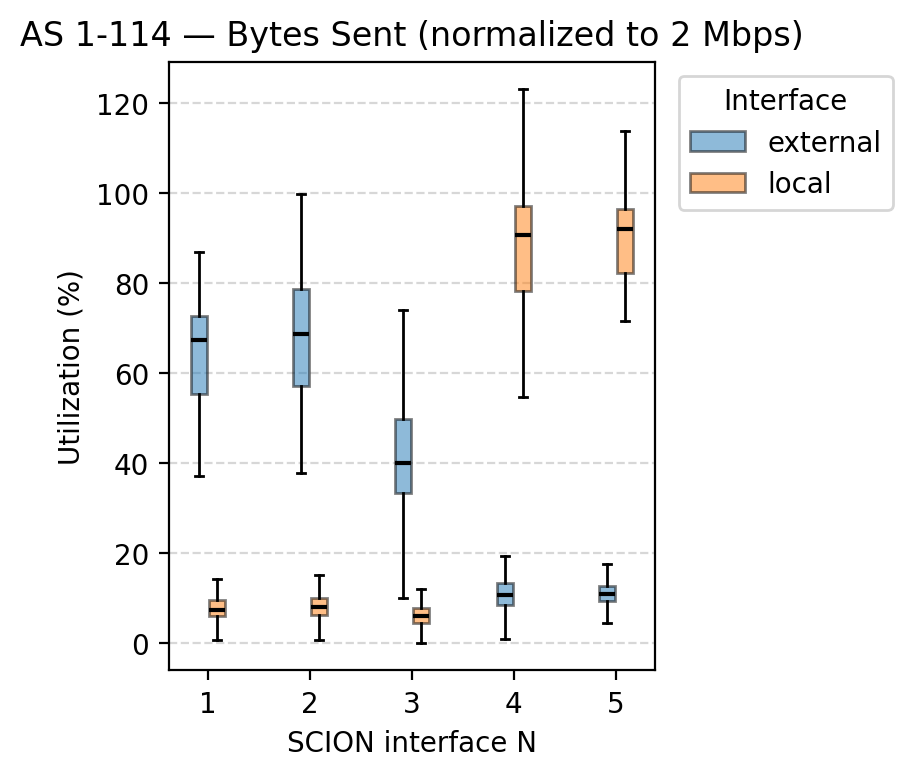 AS 1-114 — Bytes Sent (normalized to 2 Mbps)
Interface
external
local
Utilization (%)
120
100
80
60
40
20
0
1 2 3 4 5
SCION interface N